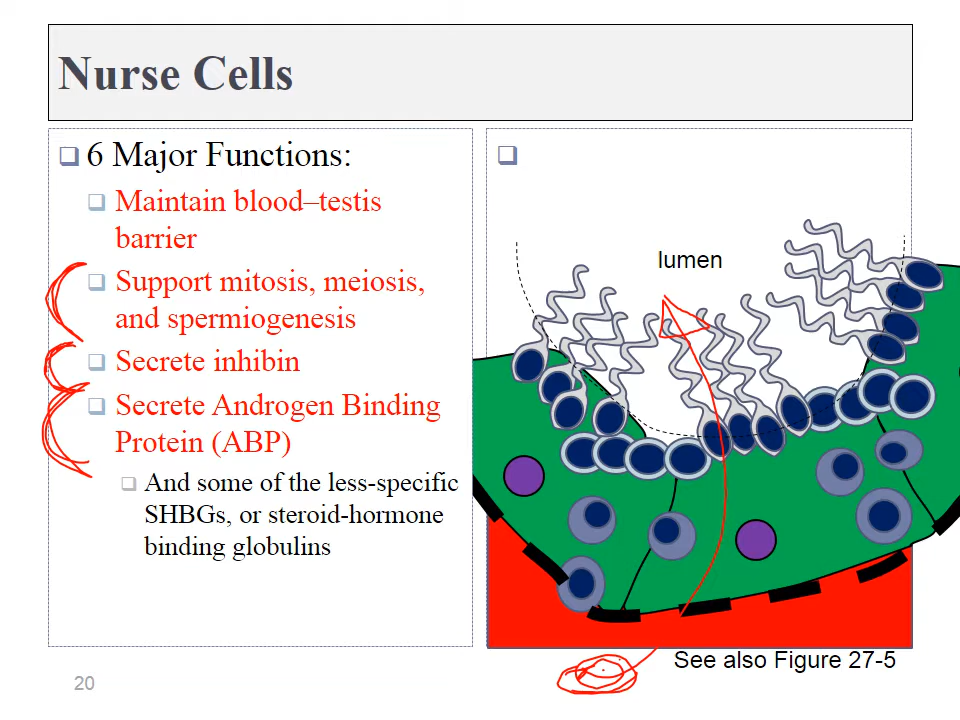 Nurse Cells
6 Major Functions:
Maintain blood–testis
barrier
Support mitosis, meiosis,
and spermiogenesis
Secrete inhibin
Secrete Androgen Binding
Protein (ABP)
And some of the less-specific
SHBGs, or steroid-hormone
binding globulins
lumen
See also Figure 27-5
20